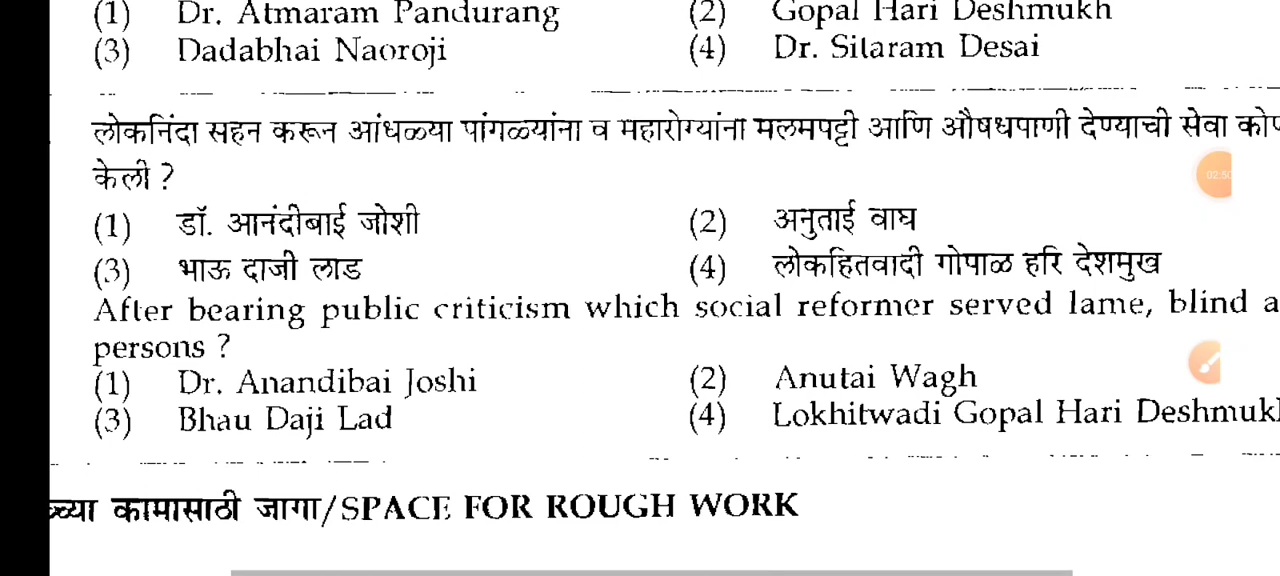 (1) Dr. Atmaram Pandurang (2) Gopal Hari Deshmukh
(3) Dadabhai Naoroji (4) Dr. Sitaram Desai
लोकनिंदा सहन करून आंधळ्या पांगळ्यांना व महारोग्यांना मलमपट्टी आणि औषधपाणी देण्याची सेवा
केली ?
02:50
(1) डॉ. आनंदीबाई जोशी (2) अनुताई वाघ
(3) भाऊ दाजी लाड (4) लोकहितवादी गोपाळ हरि देशमुख
After bearing public criticism which social reformer served lame, blind
persons ?
(1) Dr. Anandibai Joshi (2) Anutai Wagh
(3) Bhau Daji Lad (4) Lokhitwadi Gopal Hari Deshmukh
कामासाठी जागा/SPACE FOR ROUGH WORK